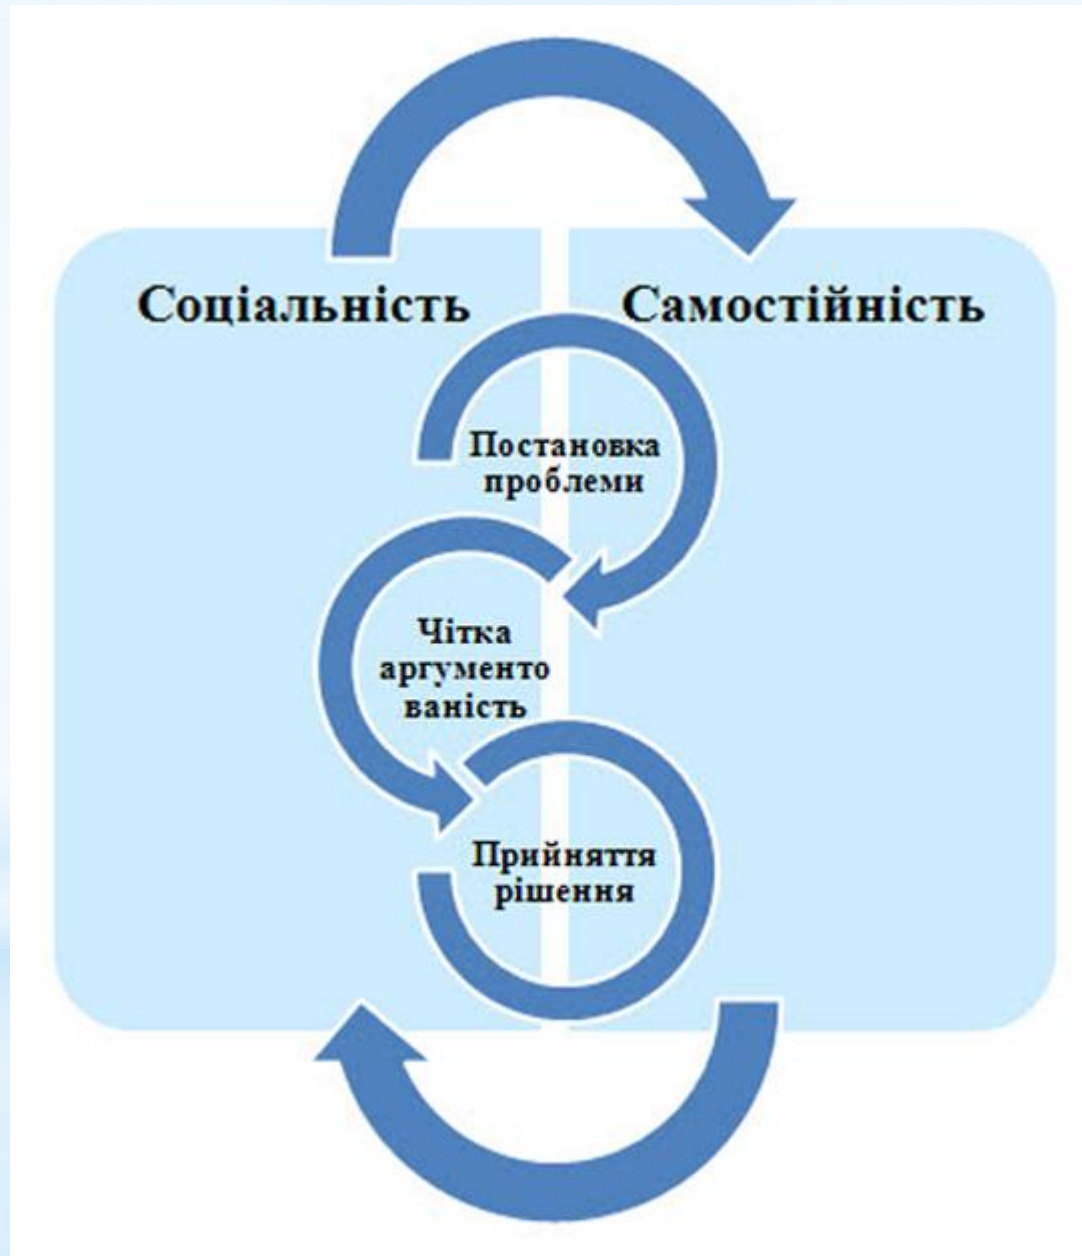 Соціальність
Самостійність
Постановка
проблеми
Чітка
аргументо
ваність
Прийняття
рішення